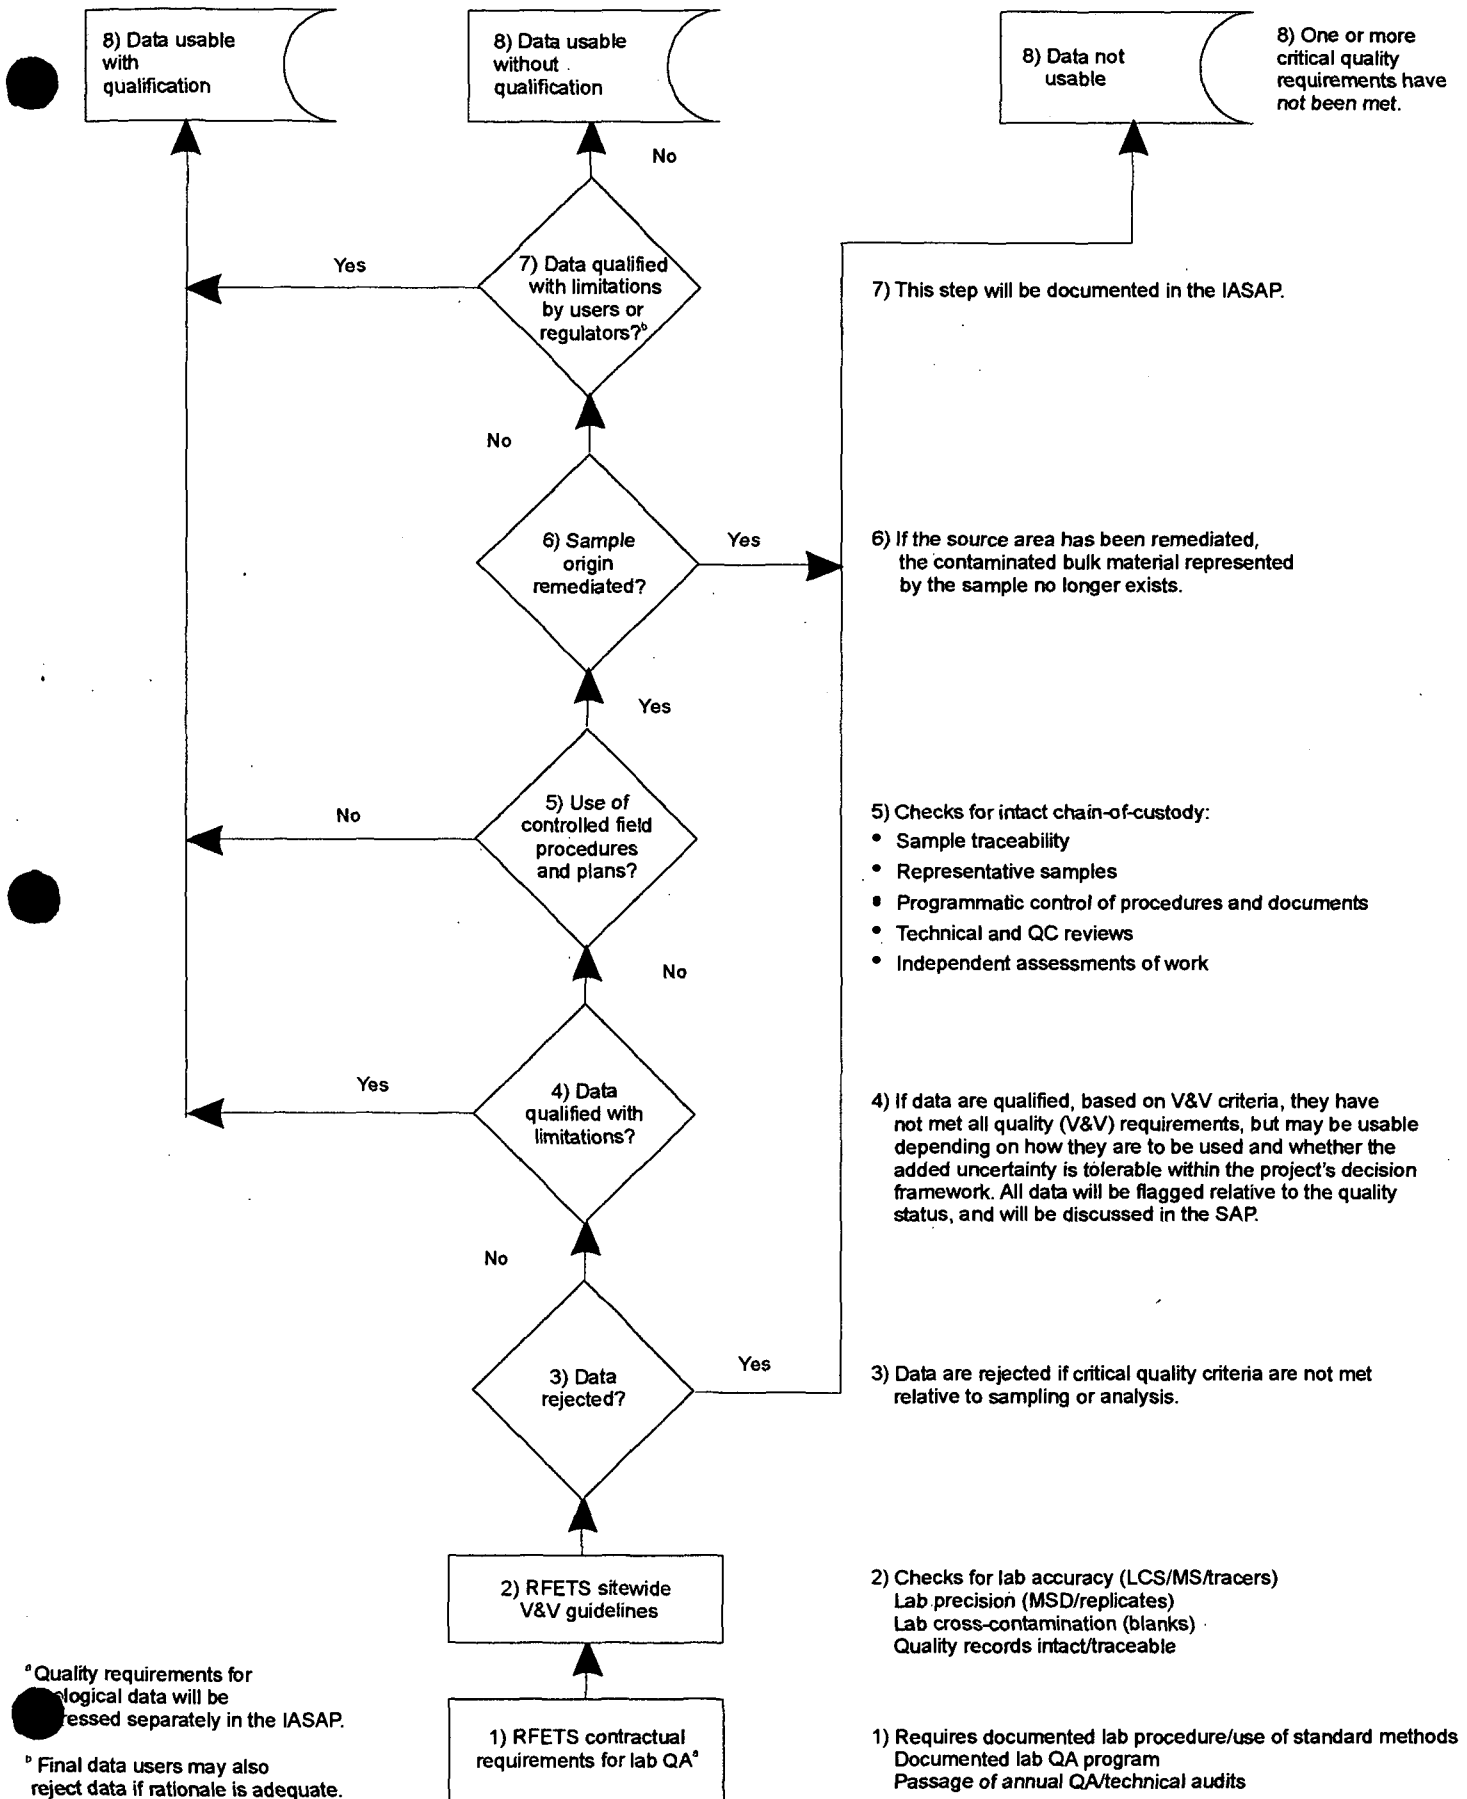 8) Data usable
with
qualification
8) Data usable
without
qualification
8) Data not
usable
8) One or more
critical quality
requirements have
not been met.
No
Yes
7) Data qualified
with limitations
by users or
regulators?ᵇ
7) This step will be documented in the IASAP.
No
6) Sample
origin
remediated?
Yes
6) If the source area has been remediated,
the contaminated bulk material represented
by the sample no longer exists.
Yes
No
5) Use of
controlled field
procedures
and plans?
5) Checks for intact chain-of-custody:
• Sample traceability
• Representative samples
• Programmatic control of procedures and documents
• Technical and QC reviews
• Independent assessments of work
No
Yes
4) Data
qualified with
limitations?
4) If data are qualified, based on V&V criteria, they have
not met all quality (V&V) requirements, but may be usable
depending on how they are to be used and whether the
added uncertainty is tolerable within the project's decision
framework. All data will be flagged relative to the quality
status, and will be discussed in the SAP.
No
3) Data
rejected?
Yes
3) Data are rejected if critical quality criteria are not met
relative to sampling or analysis.
2) RFETS sitewide
V&V guidelines
2) Checks for lab accuracy (LCS/MS/tracers)
Lab precision (MSD/replicates)
Lab cross-contamination (blanks)
Quality records intact/traceable
1) RFETS contractual
requirements for lab QAᵃ
1) Requires documented lab procedure/use of standard methods
Documented lab QA program
Passage of annual QA/technical audits
ᵃ Quality requirements for
data will be
separately in the IASAP.
ᵇ Final data users may also
reject data if rationale is adequate.